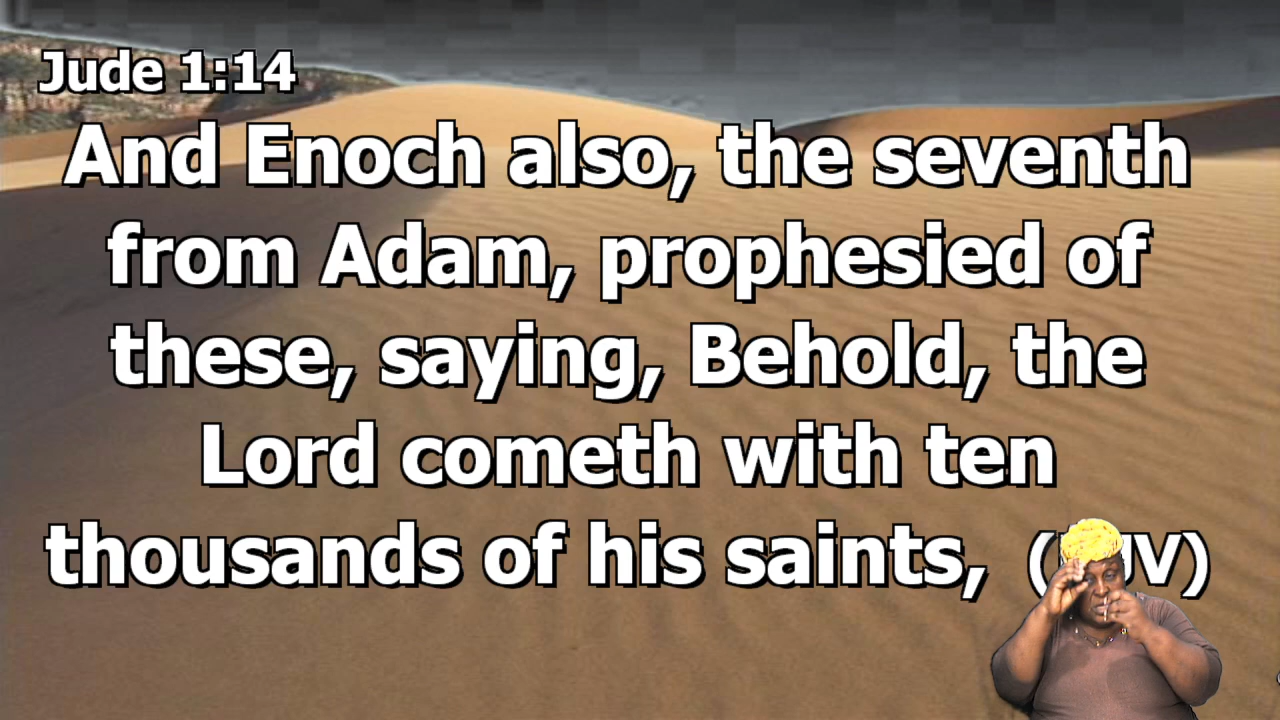 Jude 1:14
And Enoch also, the seventh
from Adam, prophesied of
these, saying, Behold, the
Lord cometh with ten
thousands of his saints,